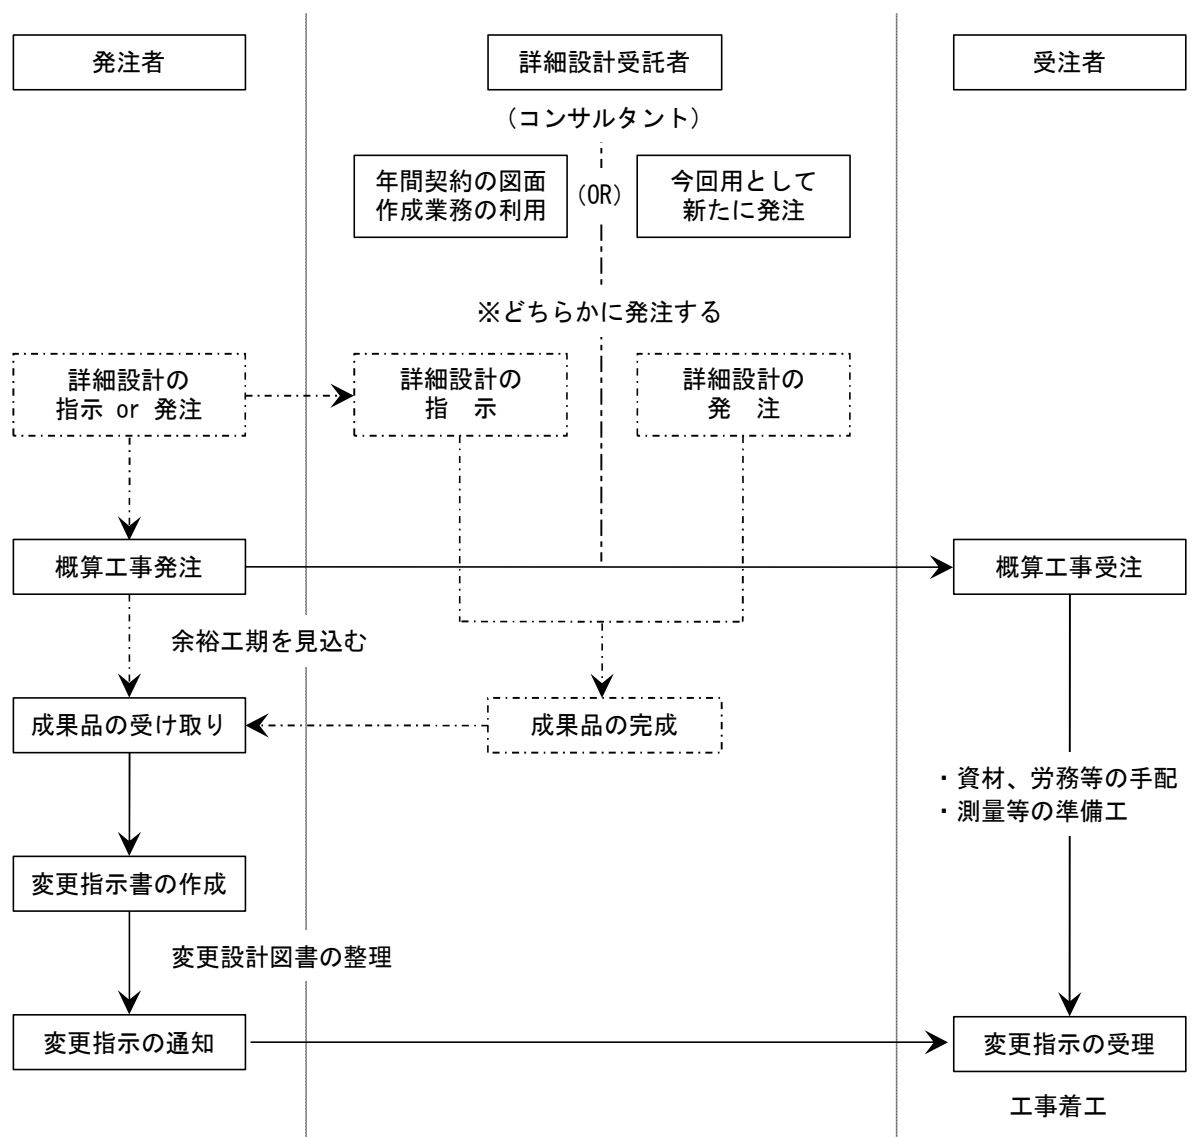 発注者
詳細設計受託者
受注者
(コンサルタント)
年間契約の図面
作成業務の利用
(OR)
今回用として
新たに発注
※どちらかに発注する
詳細設計の
指示 or 発注
詳細設計の
指　示
詳細設計の
発　注
概算工事発注
概算工事受注
余裕工期を見込む
成果品の受け取り
成果品の完成
・資材、労務等の手配
・測量等の準備工
変更指示書の作成
変更設計図書の整理
変更指示の通知
変更指示の受理
工事着工